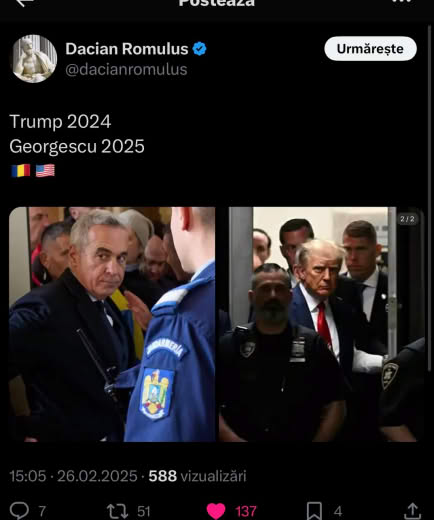 Postează
Dacian Romulus
Urmărește
@dacianromulus
Trump 2024
Georgescu 2025
2/2
JANDARMERIA
15:05 · 26.02.2025 · 588 vizualizări
7 51 137 4